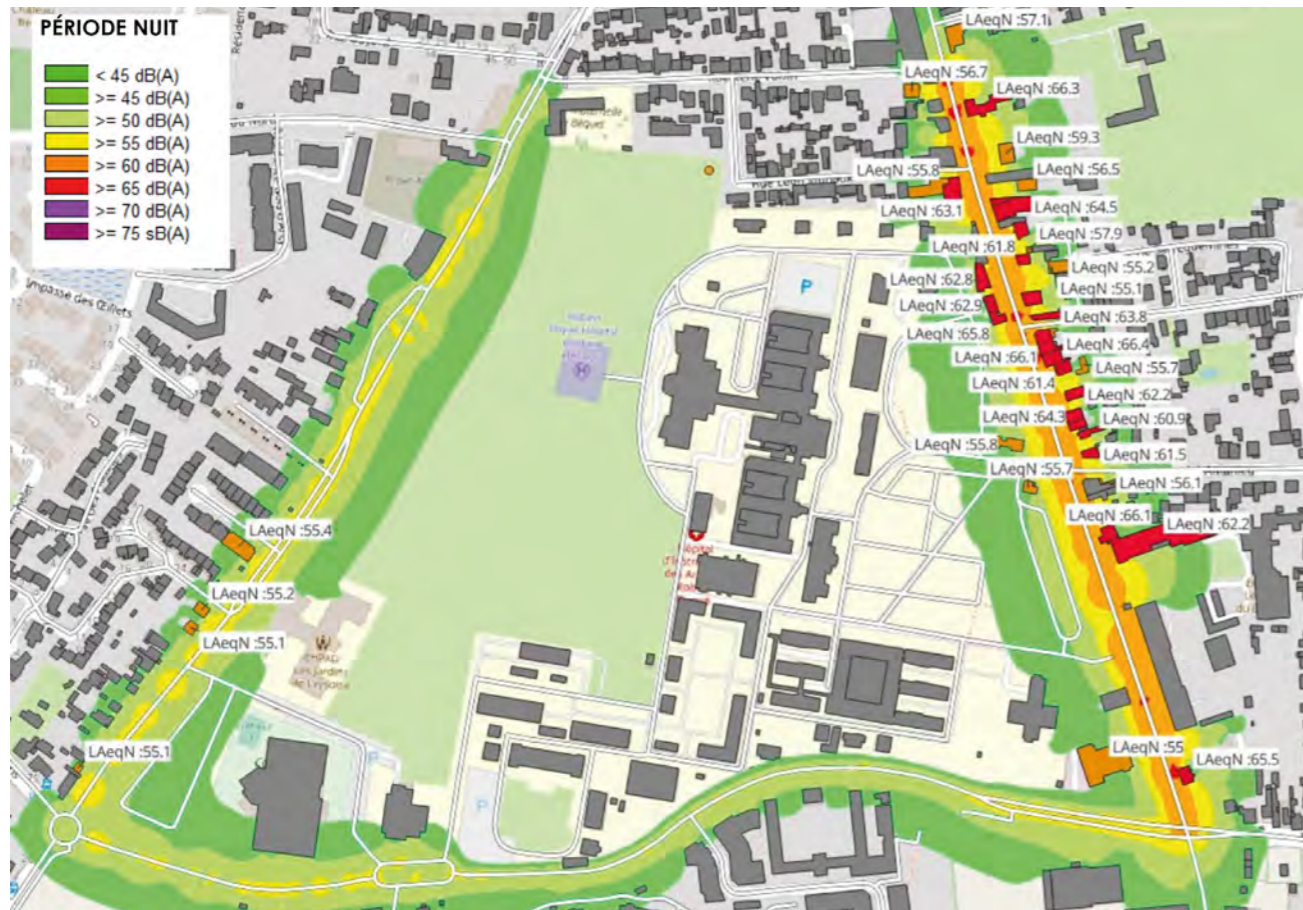 PÉRIODE NUIT
< 45 dB(A)
>= 45 dB(A)
>= 50 dB(A)
>= 55 dB(A)
>= 60 dB(A)
>= 65 dB(A)
>= 70 dB(A)
>= 75 sB(A)
LAeqN :57.1
LAeqN :56.7
LAeqN :66.3
LAeqN :59.3
LAeqN :55.8
LAeqN :56.5
LAeqN :63.1
LAeqN :64.5
LAeqN :57.9
LAeqN :61.8
LAeqN :55.2
LAeqN :62.8
LAeqN :55.1
LAeqN :62.9
LAeqN :63.8
LAeqN :65.8
LAeqN :66.4
LAeqN :66.1
LAeqN :55.7
LAeqN :61.4
LAeqN :62.2
LAeqN :64.3
LAeqN :60.9
LAeqN :55.8
LAeqN :61.5
LAeqN :55.7
LAeqN :56.1
LAeqN :66.1
LAeqN :62.2
LAeqN :55.4
LAeqN :55.2
LAeqN :55.1
LAeqN :55.1
LAeqN :55
LAeqN :65.5
Impasse des Œillets
P
H
EHPAD
Les Jardins
P
P